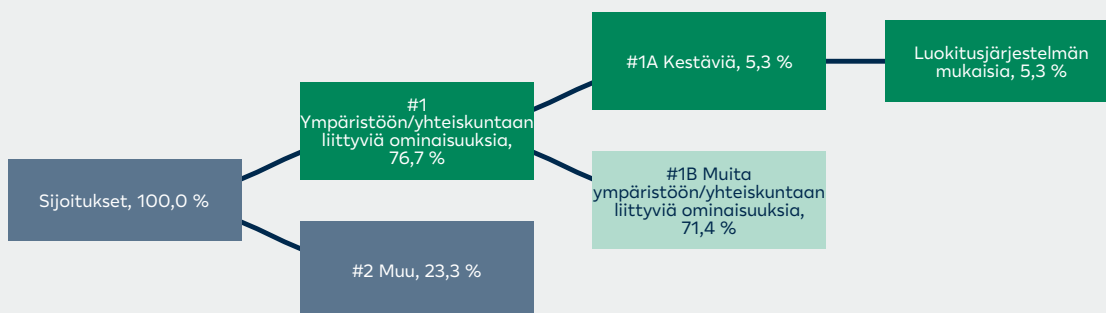 Sijoitukset, 100,0 %
#1
Ympäristöön/yhteiskuntaan
liittyviä ominaisuuksia,
76,7 %
#2 Muu, 23,3 %
#1A Kestäviä, 5,3 %
#1B Muita
ympäristöön/yhteiskuntaan
liittyviä ominaisuuksia,
71,4 %
Luokitusjärjestelmän
mukaisia, 5,3 %